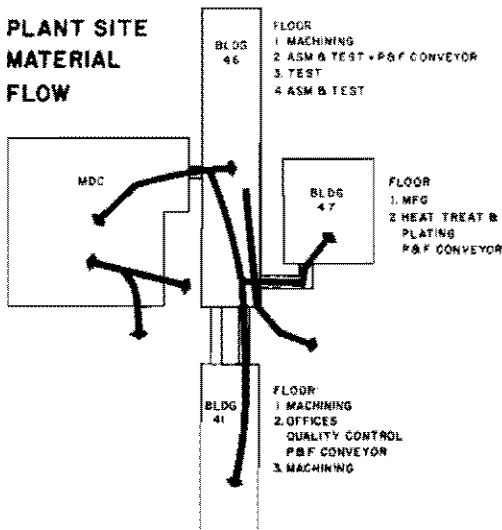 PLANT SITE
MATERIAL
FLOW
BLDG
46
FLOOR
1 MACHINING
2 ASM & TEST + P&F CONVEYOR
3. TEST
4 ASM & TEST
MDC
BLDG
47
FLOOR
1. MFG
2 HEAT TREAT &
PLATING
P&F CONVEYOR
BLDG
41
FLOOR
1 MACHINING
2. OFFICES
QUALITY CONTROL
P&F CONVEYOR
3. MACHINING